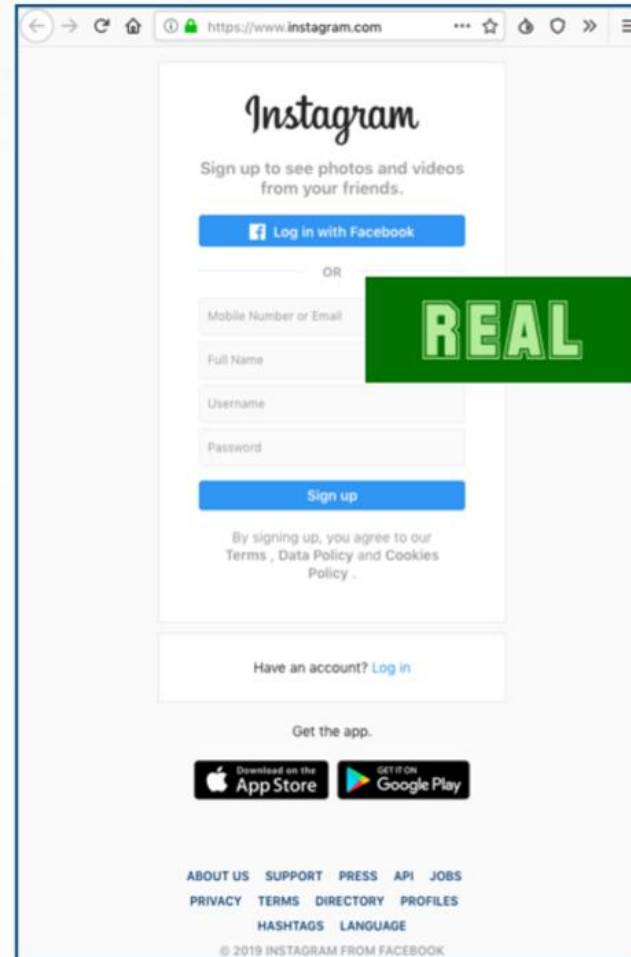 https://www.instagram.com
Instagram
Sign up to see photos and videos
from your friends.
Log in with Facebook
OR
REAL
Mobile Number or Email
Full Name
Username
Password
Sign up
By signing up, you agree to our
Terms , Data Policy and Cookies
Policy .
Have an account? Log in
Get the app.
Download on the
App Store
GET IT ON
Google Play
ABOUT US SUPPORT PRESS API JOBS
PRIVACY TERMS DIRECTORY PROFILES
HASHTAGS LANGUAGE
© 2019 INSTAGRAM FROM FACEBOOK